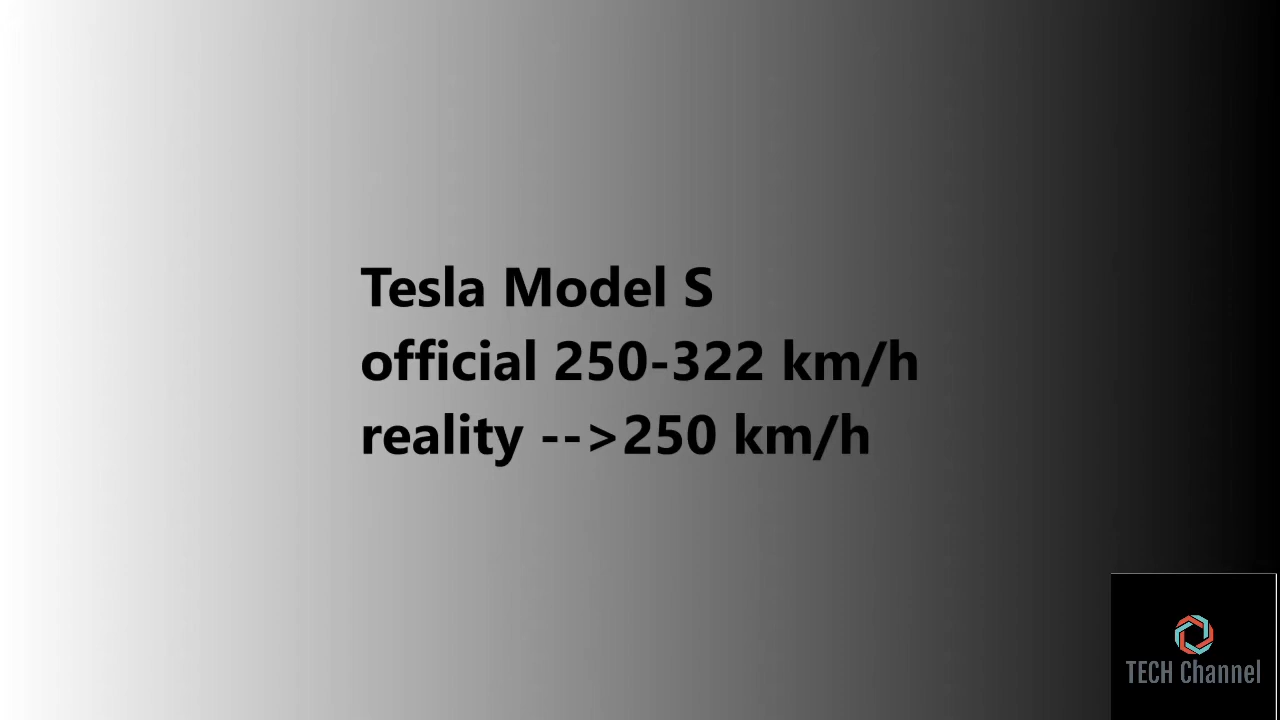 Tesla Model S
official 250-322 km/h
reality -->250 km/h
TECH Channel